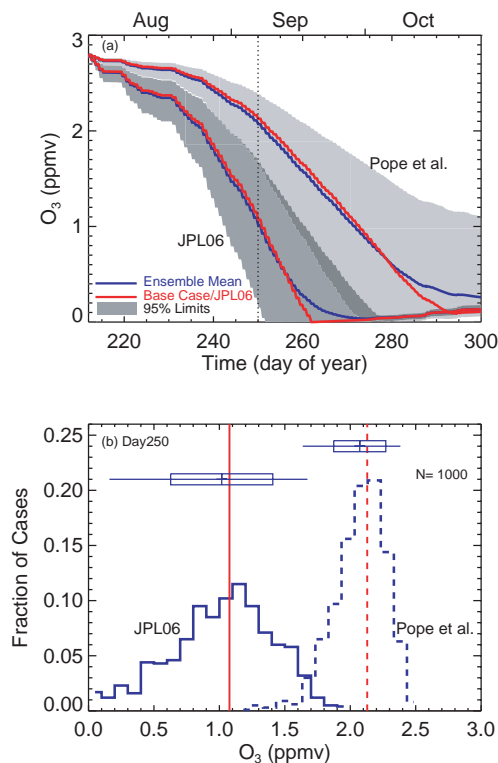 Aug Sep Oct
(a)
3
2
1
0
O3 (ppmv)
Pope et al.
JPL06
Ensemble Mean
Base Case/JPL06
95% Limits
220 240 260 280 300
Time (day of year)
(b) Day250
N= 1000
0.25
0.20
0.15
0.10
0.05
0.00
Fraction of Cases
JPL06
Pope et al.
0.0 0.5 1.0 1.5 2.0 2.5 3.0
O3 (ppmv)